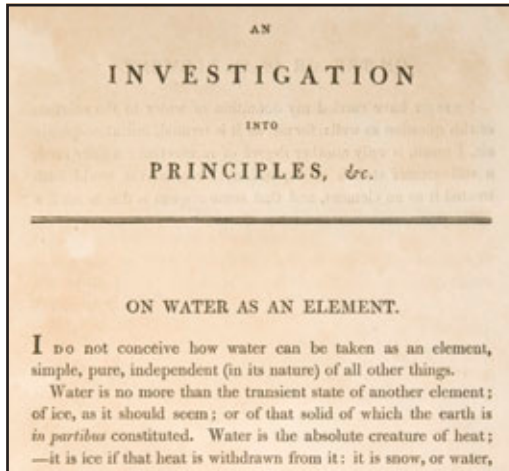 AN
INVESTIGATION
INTO
PRINCIPLES, &c.
ON WATER AS AN ELEMENT.
I DO not conceive how water can be taken as an element,
simple, pure, independent (in its nature) of all other things.
Water is no more than the transient state of another element;
of ice, as it should seem; or of that solid of which the earth is
in partibus constituted. Water is the absolute creature of heat;
—it is ice if that heat is withdrawn from it: it is snow, or water,